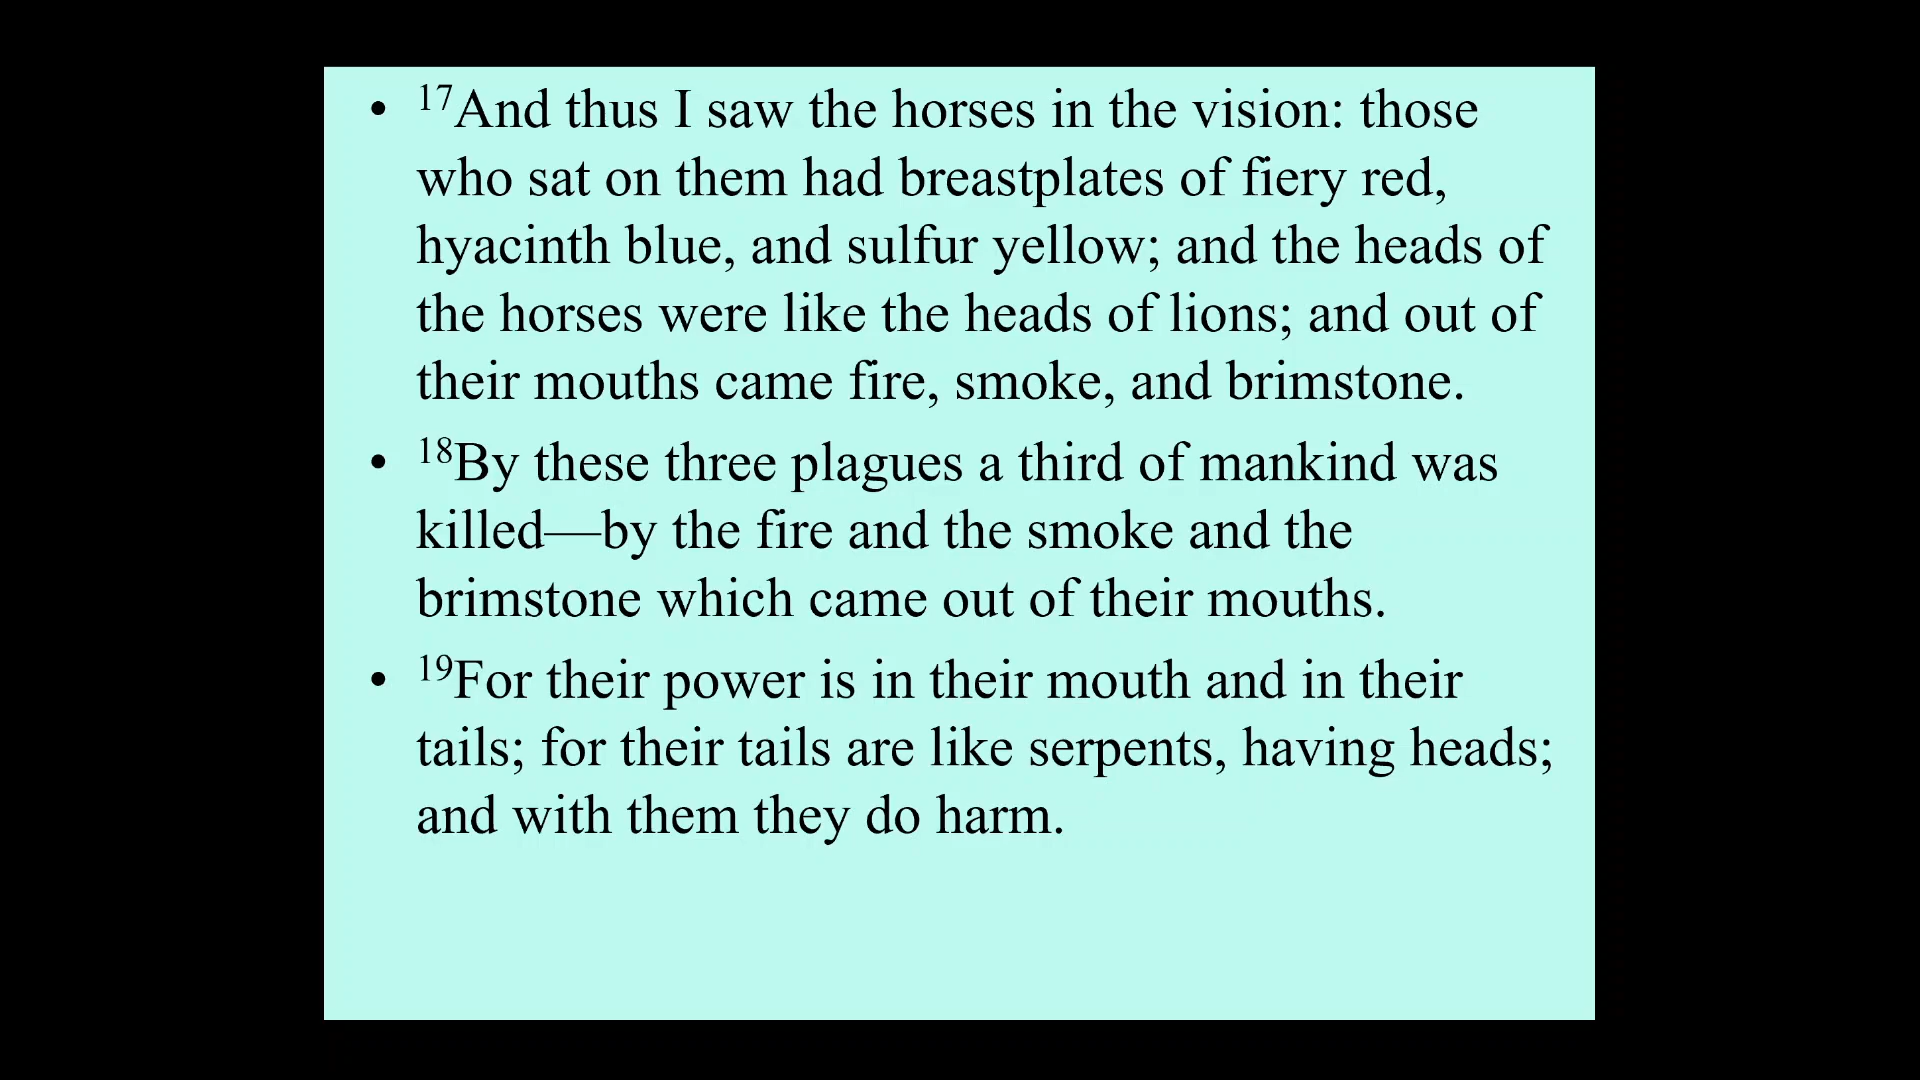 • ¹⁷And thus I saw the horses in the vision: those
who sat on them had breastplates of fiery red,
hyacinth blue, and sulfur yellow; and the heads of
the horses were like the heads of lions; and out of
their mouths came fire, smoke, and brimstone.
• ¹⁸By these three plagues a third of mankind was
killed—by the fire and the smoke and the
brimstone which came out of their mouths.
• ¹⁹For their power is in their mouth and in their
tails; for their tails are like serpents, having heads;
and with them they do harm.